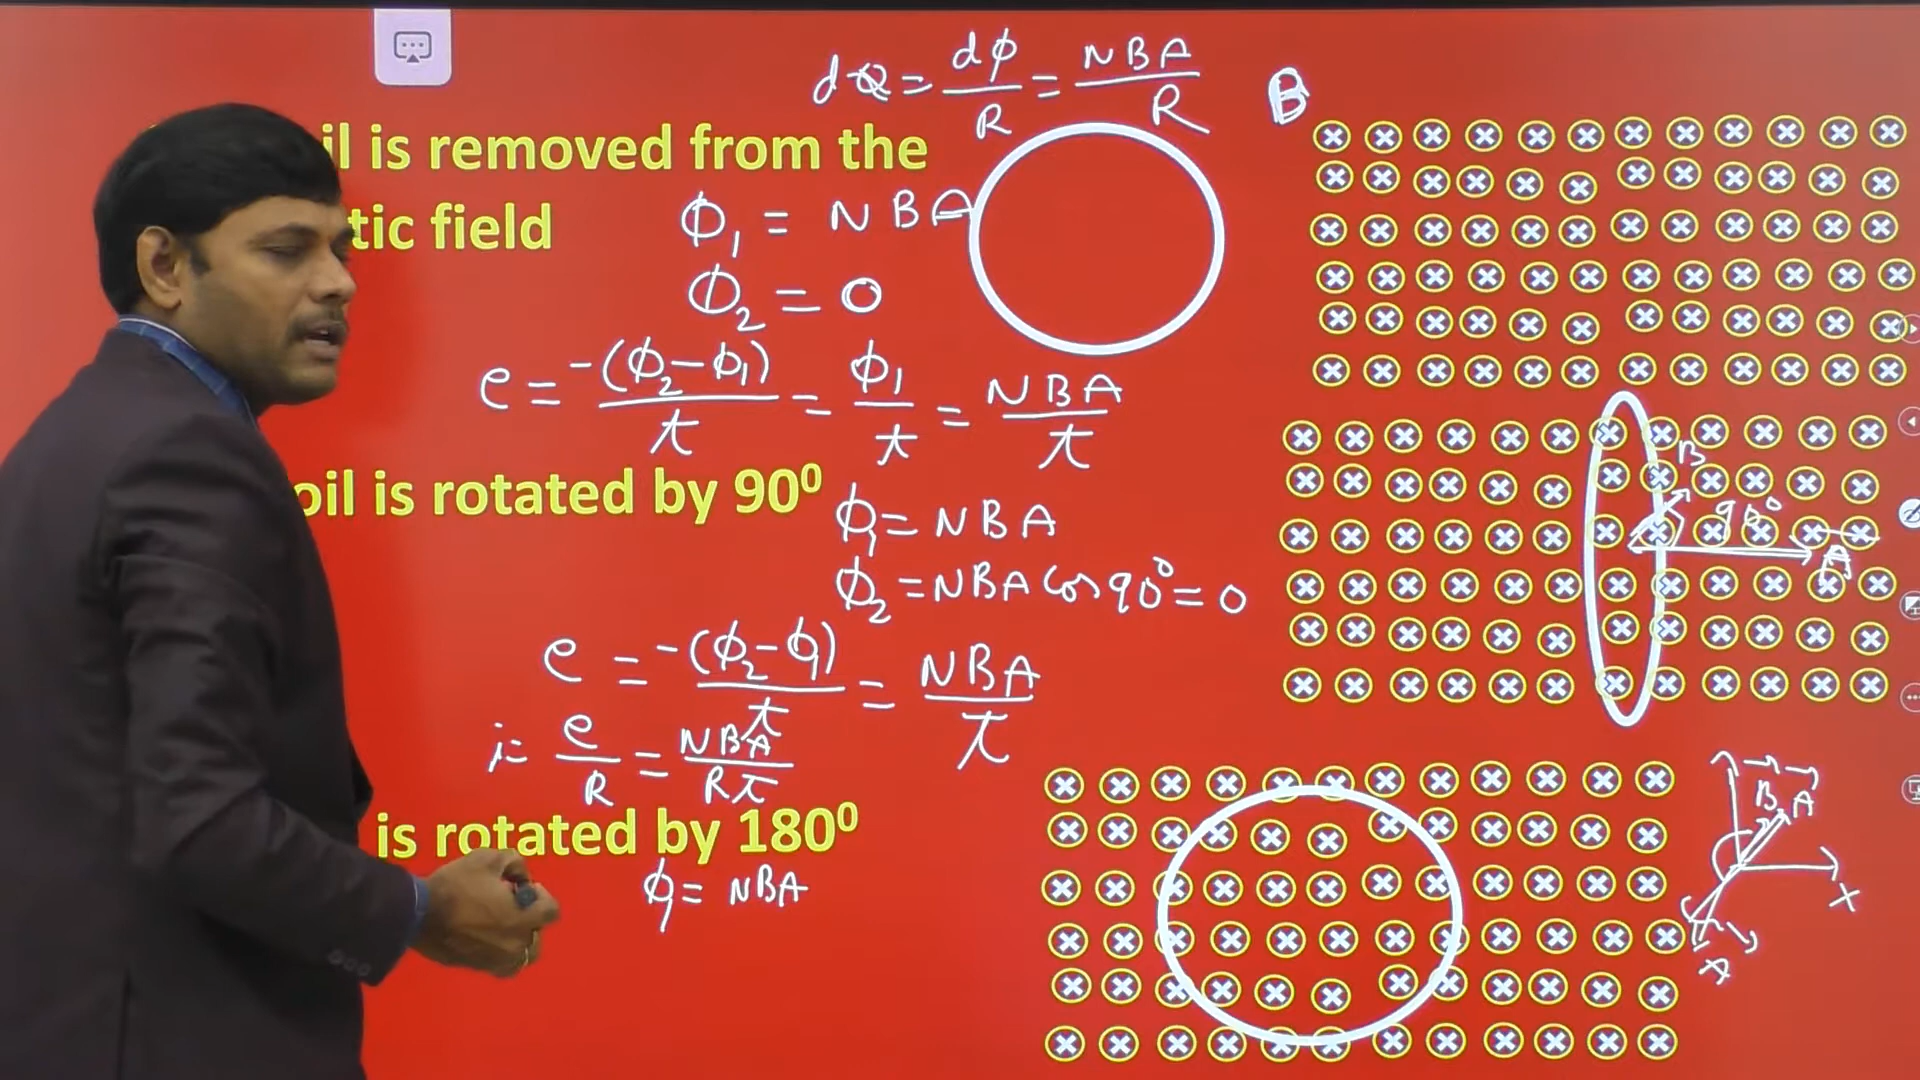 dQ = dφ/R = NBA/R
B
il is removed from the
tic field
φ₁ = NBA
φ₂ = 0
e = -(φ₂-φ₁)/t = φ₁/t = NBA/t
oil is rotated by 90⁰
φ₁ = NBA
φ₂ = NBA Cos 90° = 0
B
90°
A
e = -(φ₂-φ₁)/t = NBA/t
i = e/R = NBA/Rt
is rotated by 180⁰
φ₁ = NBA
B A
X